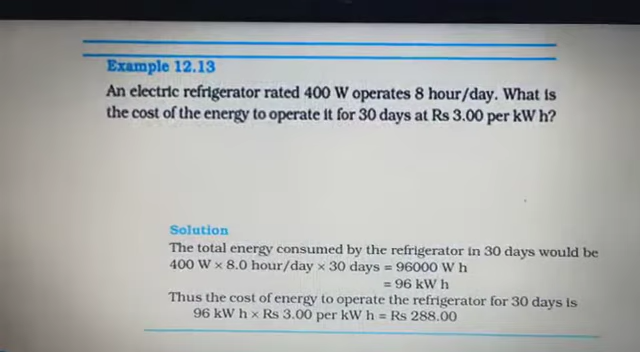 Example 12.13
An electric refrigerator rated 400 W operates 8 hour/day. What is
the cost of the energy to operate it for 30 days at Rs 3.00 per kW h?
Solution
The total energy consumed by the refrigerator in 30 days would be
400 W × 8.0 hour/day × 30 days = 96000 W h
= 96 kW h
Thus the cost of energy to operate the refrigerator for 30 days is
96 kW h × Rs 3.00 per kW h = Rs 288.00